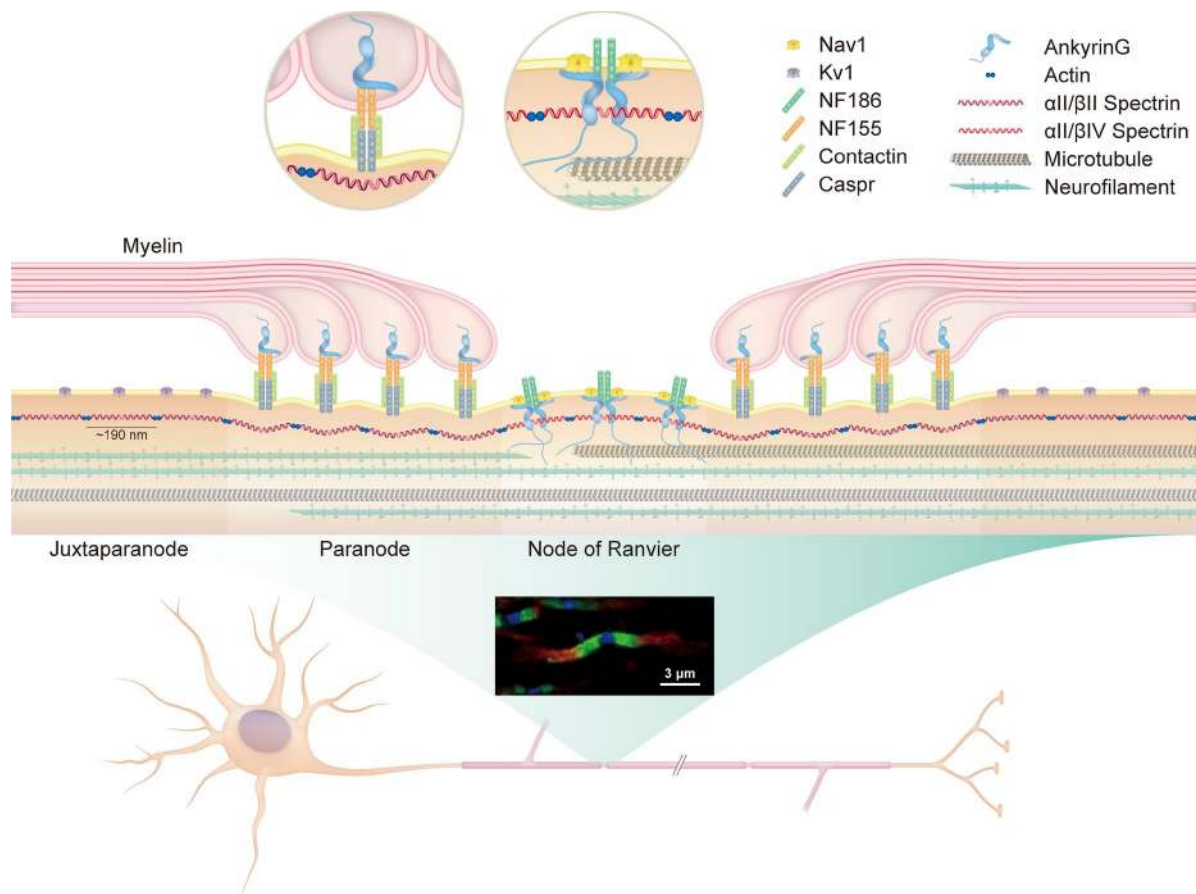 Nav1
Kv1
NF186
NF155
Contactin
Caspr
AnkyrinG
Actin
αII/βII Spectrin
αII/βIV Spectrin
Microtubule
Neurofilament
Myelin
~190 nm
Juxtaparanode
Paranode
Node of Ranvier
3 μm